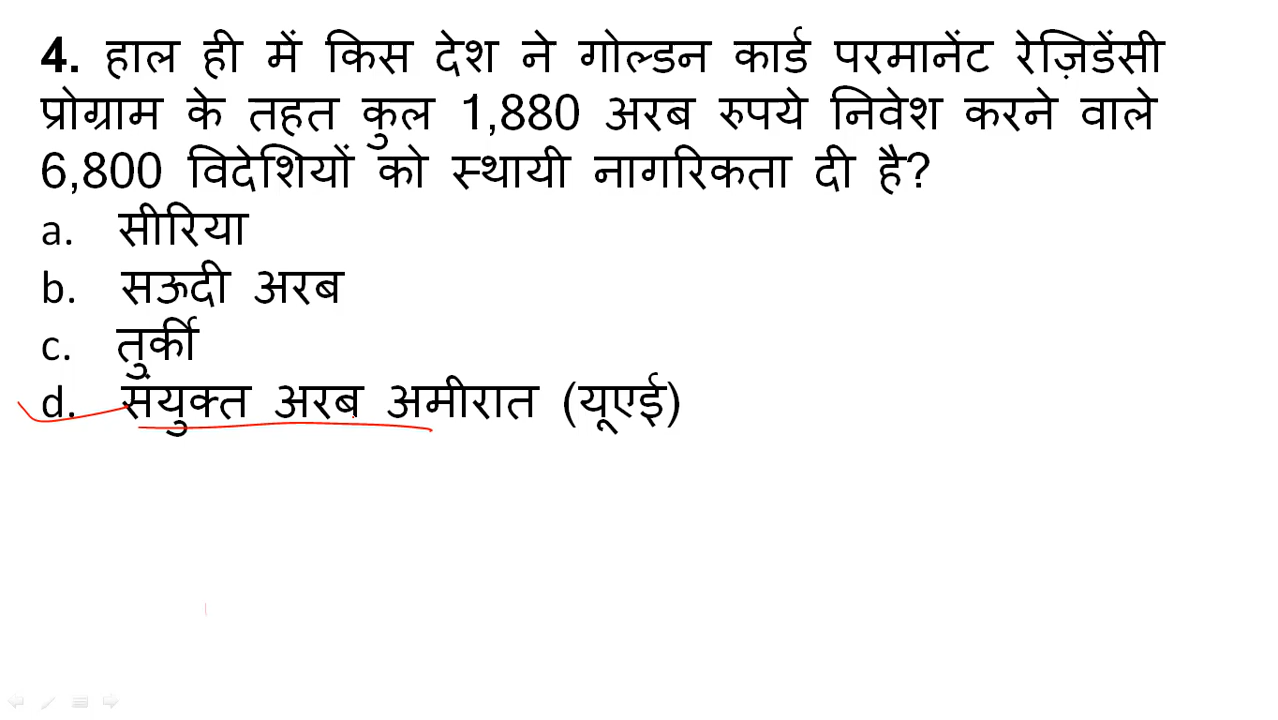 4. हाल ही में किस देश ने गोल्डन कार्ड परमानेंट रेज़िडेंसी
प्रोग्राम के तहत कुल 1,880 अरब रुपये निवेश करने वाले
6,800 विदेशियों को स्थायी नागरिकता दी है?
a. सीरिया
b. सऊदी अरब
c. तुर्की
d. संयुक्त अरब अमीरात (यूएई)